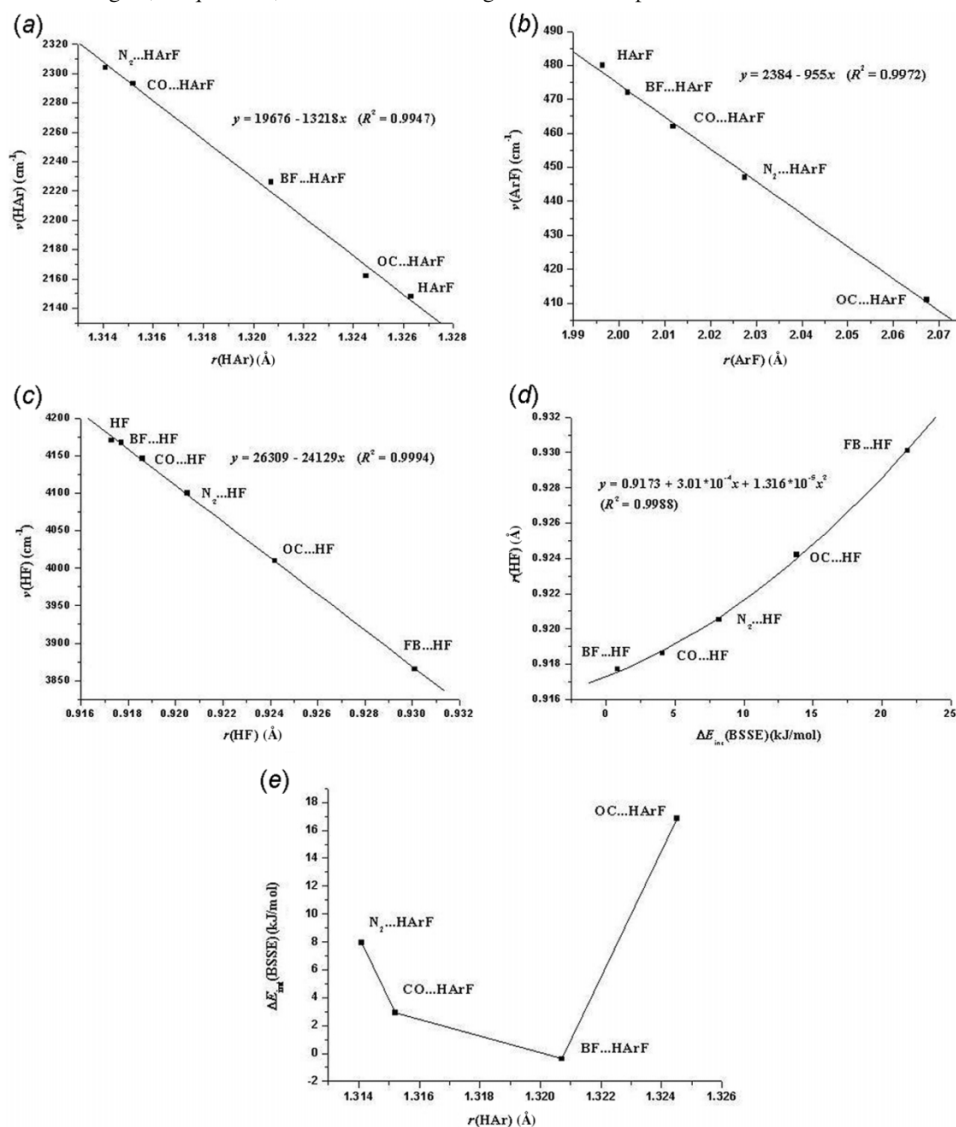 (a)
2320
2300
2280
2260
2240
2220
2200
2180
2160
2140
ν(HAr) (cm⁻¹)
N₂...HArF
CO...HArF
y = 19676 - 13218x (R² = 0.9947)
BF...HArF
OC...HArF
HArF
1.314 1.316 1.318 1.320 1.322 1.324 1.326 1.328
r(HAr) (Å)
(b)
490
480
470
460
450
440
430
420
410
ν(ArF) (cm⁻¹)
HArF
BF...HArF
y = 2384 - 955x (R² = 0.9972)
CO...HArF
N₂...HArF
OC...HArF
1.99 2.00 2.01 2.02 2.03 2.04 2.05 2.06 2.07
r(ArF) (Å)
(c)
4200
4150
4100
4050
4000
3950
3900
3850
ν(HF) (cm⁻¹)
HF
BF...HF
CO...HF
y = 26309 - 24129x (R² = 0.9994)
N₂...HF
OC...HF
FB...HF
0.916 0.918 0.920 0.922 0.924 0.926 0.928 0.930 0.932
r(HF) (Å)
(d)
0.932
0.930
0.928
0.926
0.924
0.922
0.920
0.918
0.916
r(HF) (Å)
FB...HF
y = 0.9173 + 3.01*10⁻⁴x + 1.316*10⁻⁵x²
(R² = 0.9988)
OC...HF
N₂...HF
BF...HF
CO...HF
0 5 10 15 20 25
ΔE_int(BSSE)(kJ/mol)
(e)
18
16
14
12
10
8
6
4
2
0
-2
ΔE_int(BSSE)(kJ/mol)
OC...HArF
N₂...HArF
CO...HArF
BF...HArF
1.314 1.316 1.318 1.320 1.322 1.324 1.326
r(HAr) (Å)